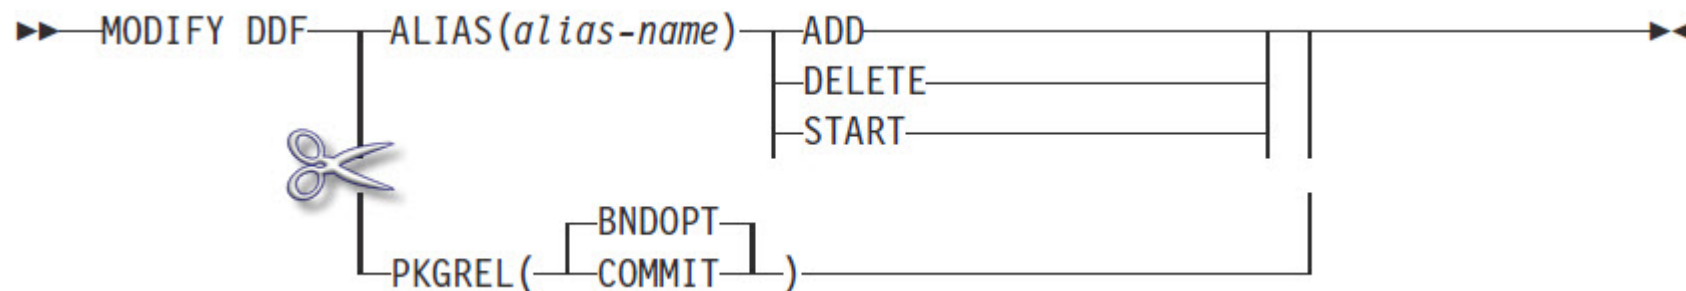 MODIFY DDF ALIAS(alias-name) ADD
DELETE
START
BNDOPT
PKGREL( COMMIT )